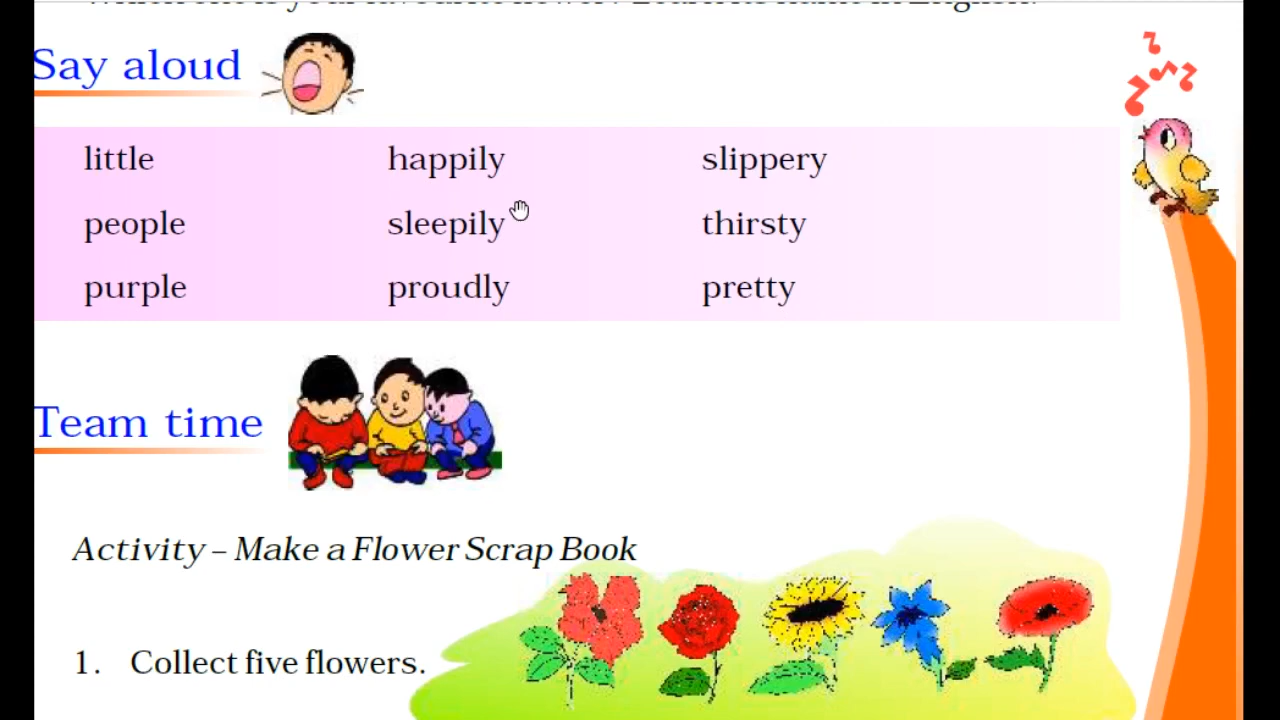 Say aloud
little happily slippery
people sleepily thirsty
purple proudly pretty
Team time
Activity – Make a Flower Scrap Book
1. Collect five flowers.